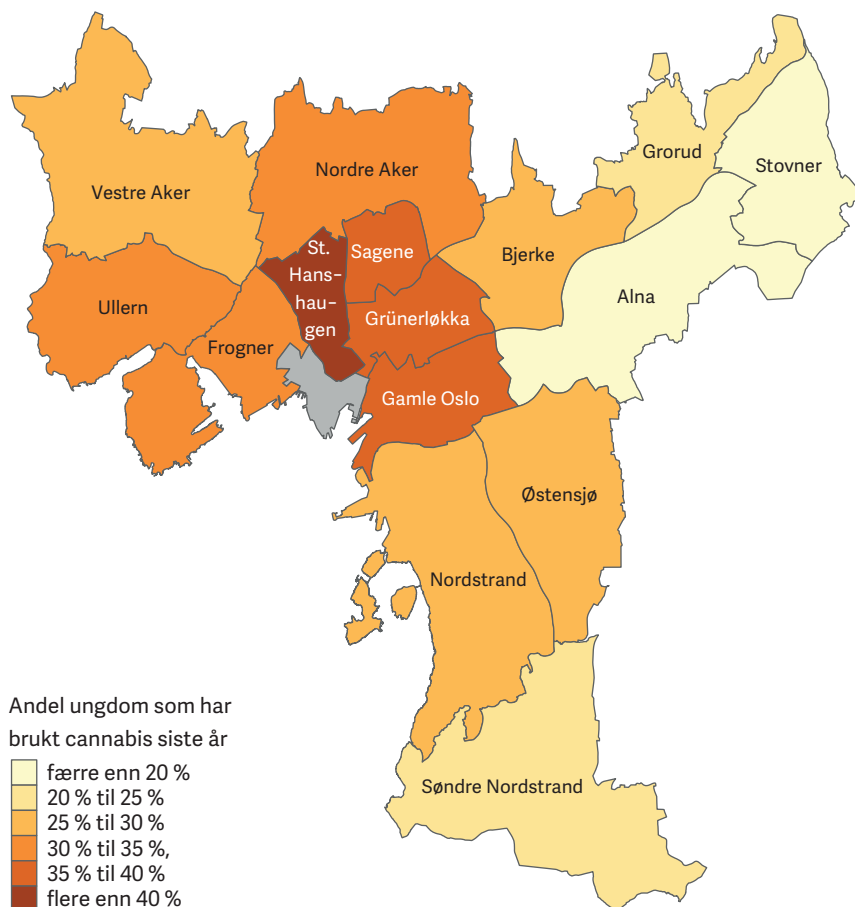 Nordre Aker
Grorud
Stovner
Vestre Aker
St.
Hans-
hau-
gen
Sagene
Bjerke
Alna
Ullern
Grünerløkka
Frogner
Gamle Oslo
Østensjø
Nordstrand
Søndre Nordstrand
Andel ungdom som har
brukt cannabis siste år
færre enn 20 %
20 % til 25 %
25 % til 30 %
30 % til 35 %,
35 % til 40 %
flere enn 40 %